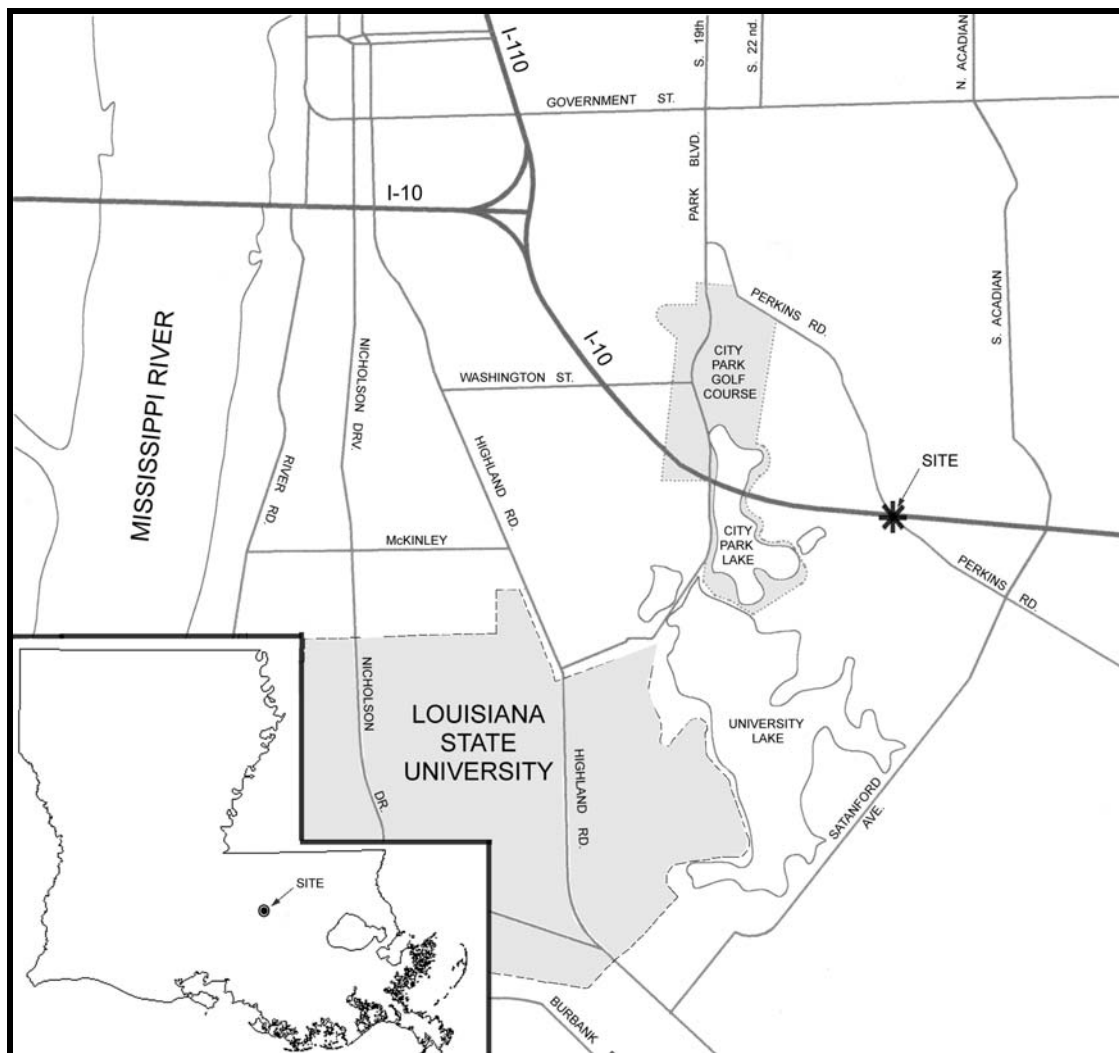 I-110
S. 19th
S. 22 nd.
N. ACADIAN
GOVERNMENT ST.
PARK BLVD.
I-10
S. ACADIAN
PERKINS RD.
MISSISSIPPI RIVER
NICHOLSON DRV.
I-10
CITY
PARK
GOLF
COURSE
WASHINGTON ST.
HIGHLAND RD.
RIVER RD.
SITE
McKINLEY
CITY
PARK
LAKE
PERKINS RD.
NICHOLSON DR.
LOUISIANA
STATE
UNIVERSITY
UNIVERSITY
LAKE
HIGHLAND RD.
SATANFORD
AVE.
SITE
BURBANK